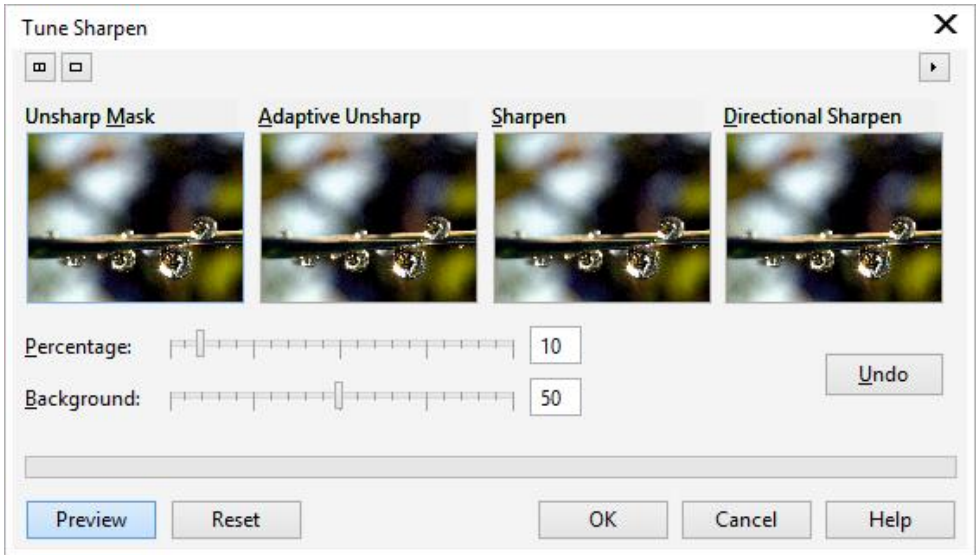 Tune Sharpen
Unsharp Mask Adaptive Unsharp Sharpen Directional Sharpen
Percentage: 10
Undo
Background: 50
Preview Reset OK Cancel Help